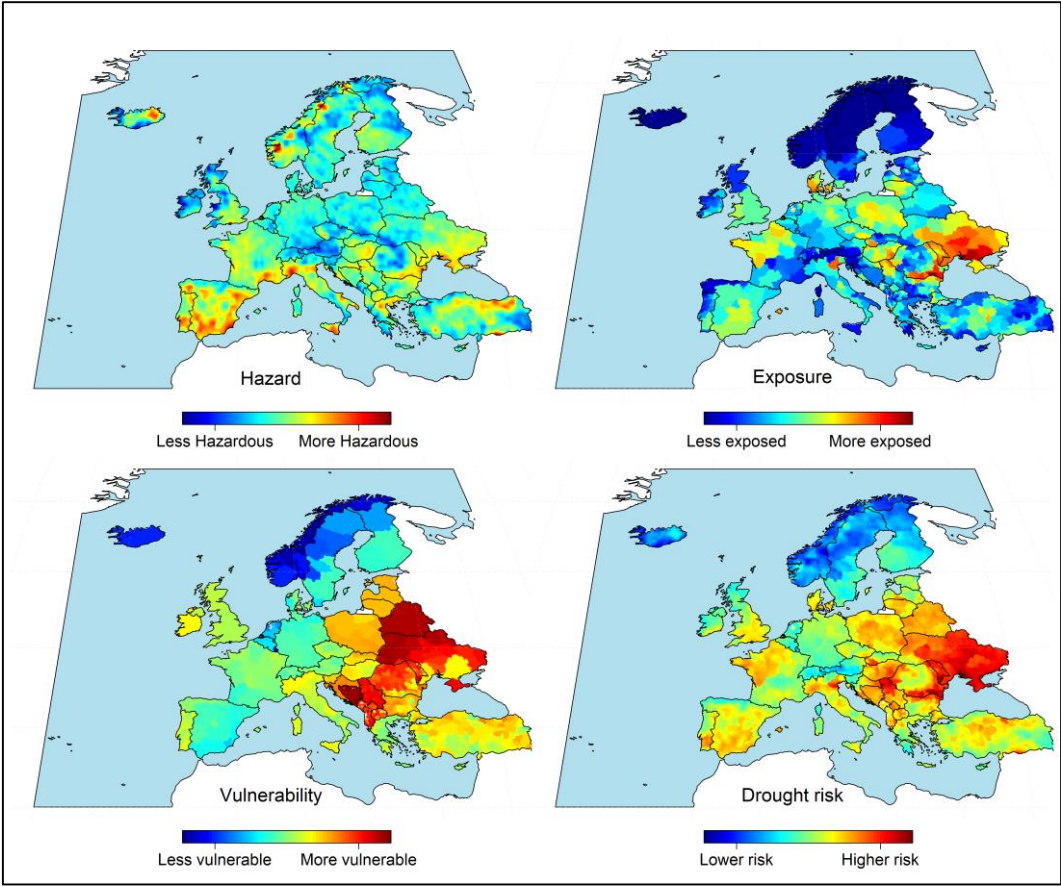 Hazard
Exposure
Less Hazardous More Hazardous
Less exposed More exposed
Vulnerability
Drought risk
Less vulnerable More vulnerable
Lower risk Higher risk